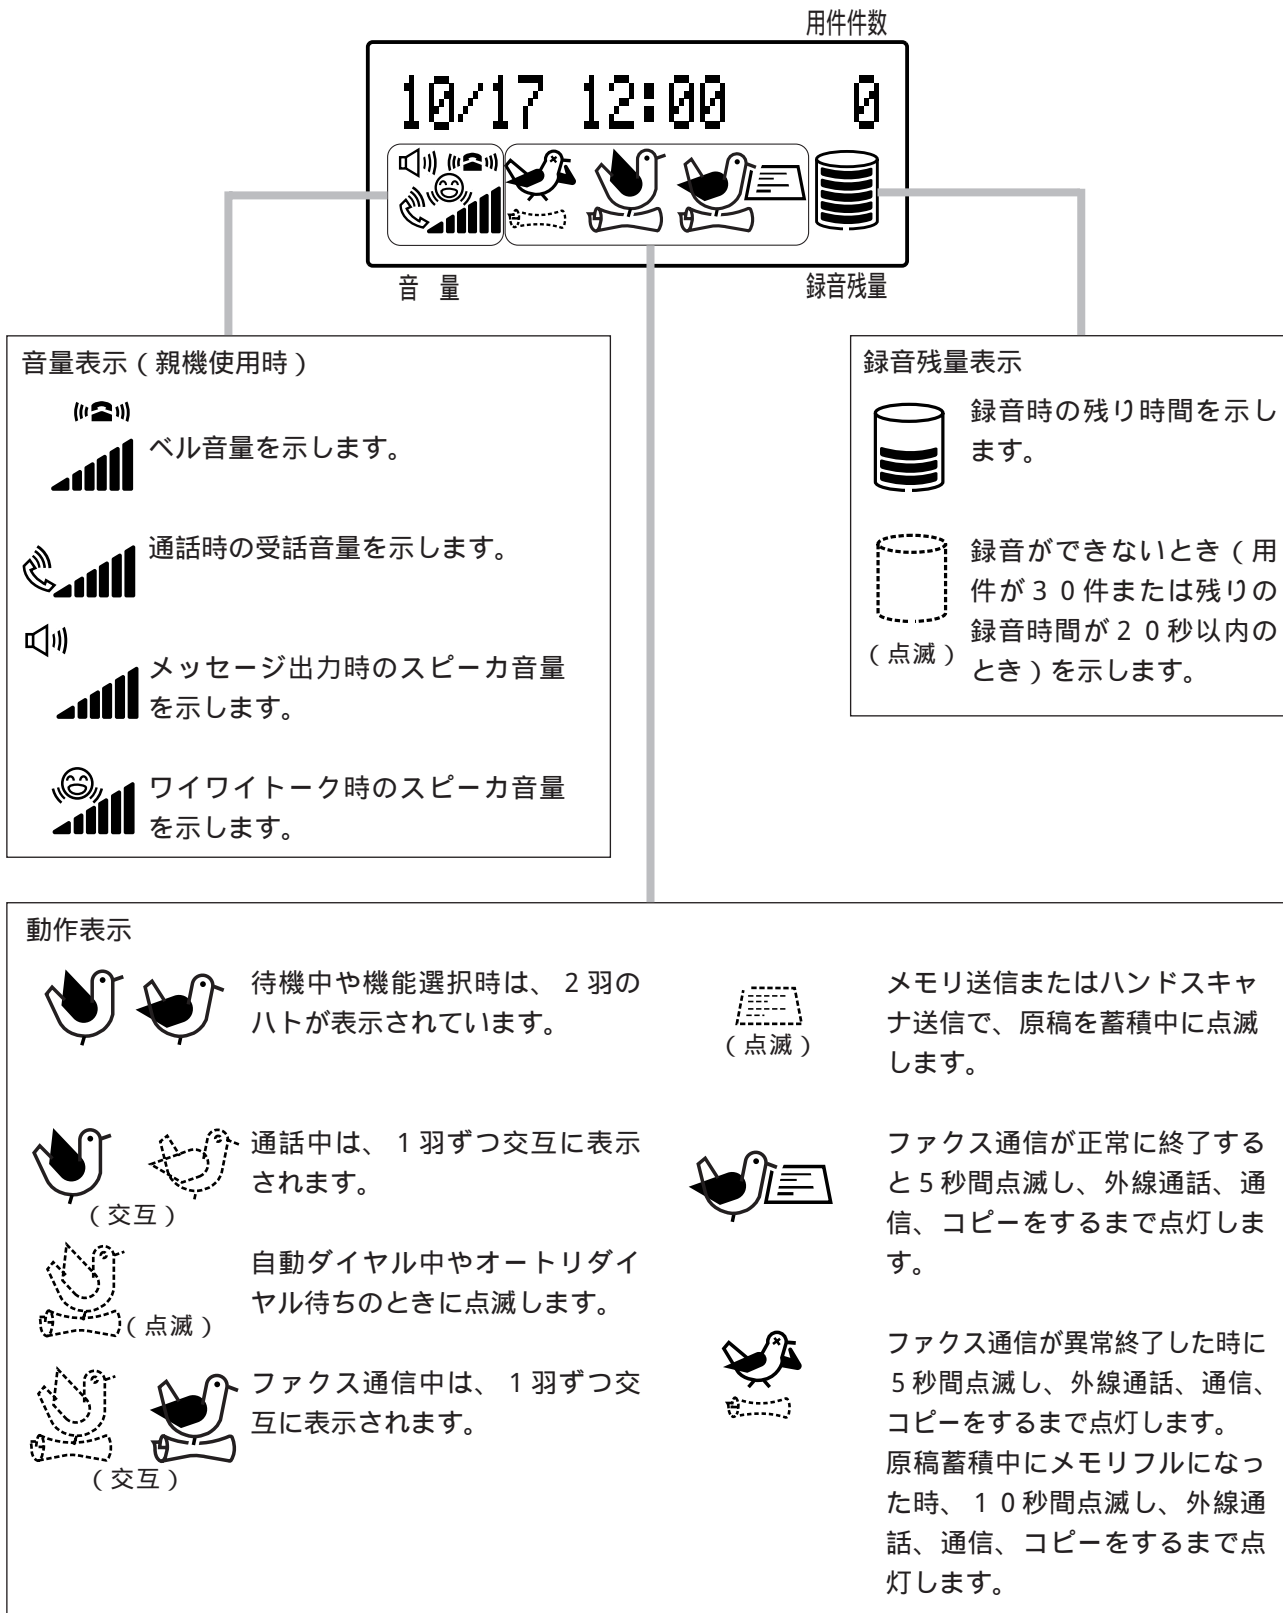 用件件数
10/17 12:00 0
音 量
録音残量
音量表示(親機使用時)
ベル音量を示します。
通話時の受話音量を示します。
メッセージ出力時のスピーカ音量
を示します。
ワイワイトーク時のスピーカ音量
を示します。
録音残量表示
録音時の残り時間を示し
ます。
(点滅)
録音ができないとき(用
件が30件または残りの
録音時間が20秒以内の
とき)を示します。
動作表示
待機中や機能選択時は、2羽の
ハトが表示されています。
(交互)
通話中は、1羽ずつ交互に表示
されます。
(点滅)
自動ダイヤル中やオートリダイ
ヤル待ちのときに点滅します。
(交互)
ファクス通信中は、1羽ずつ交
互に表示されます。
(点滅)
メモリ送信またはハンドスキャ
ナ送信で、原稿を蓄積中に点滅
します。
ファクス通信が正常に終了する
と5秒間点滅し、外線通話、通
信、コピーをするまで点灯しま
す。
ファクス通信が異常終了した時に
5秒間点滅し、外線通話、通信、
コピーをするまで点灯します。
原稿蓄積中にメモリフルになっ
た時、10秒間点滅し、外線通
話、通信、コピーをするまで点
灯します。